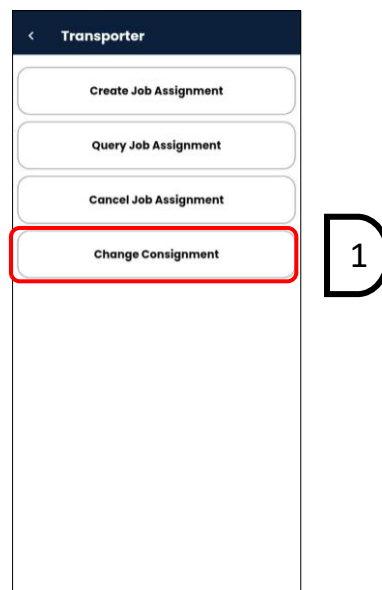 Transporter
Create Job Assignment
Query Job Assignment
Cancel Job Assignment
Change Consignment
1